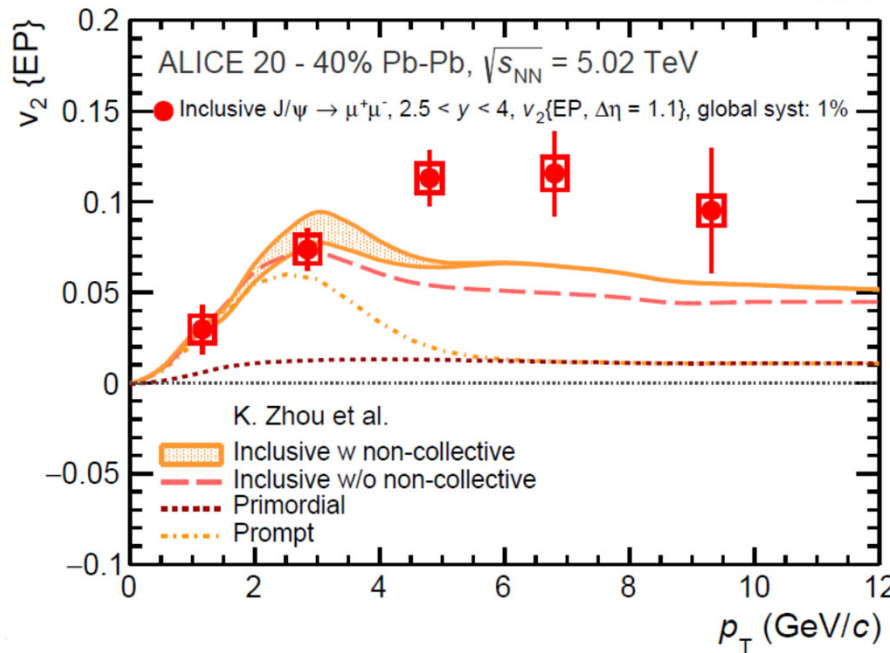 0.2
ALICE 20 - 40% Pb-Pb, √s_NN = 5.02 TeV
v₂ {EP}
0.15
Inclusive J/ψ → μ⁺μ⁻, 2.5 < y < 4, v₂{EP, Δη = 1.1}, global syst: 1%
0.1
0.05
0
K. Zhou et al.
Inclusive w non-collective
−0.05
Inclusive w/o non-collective
Primordial
Prompt
−0.1
0 2 4 6 8 10 12
p_T (GeV/c)